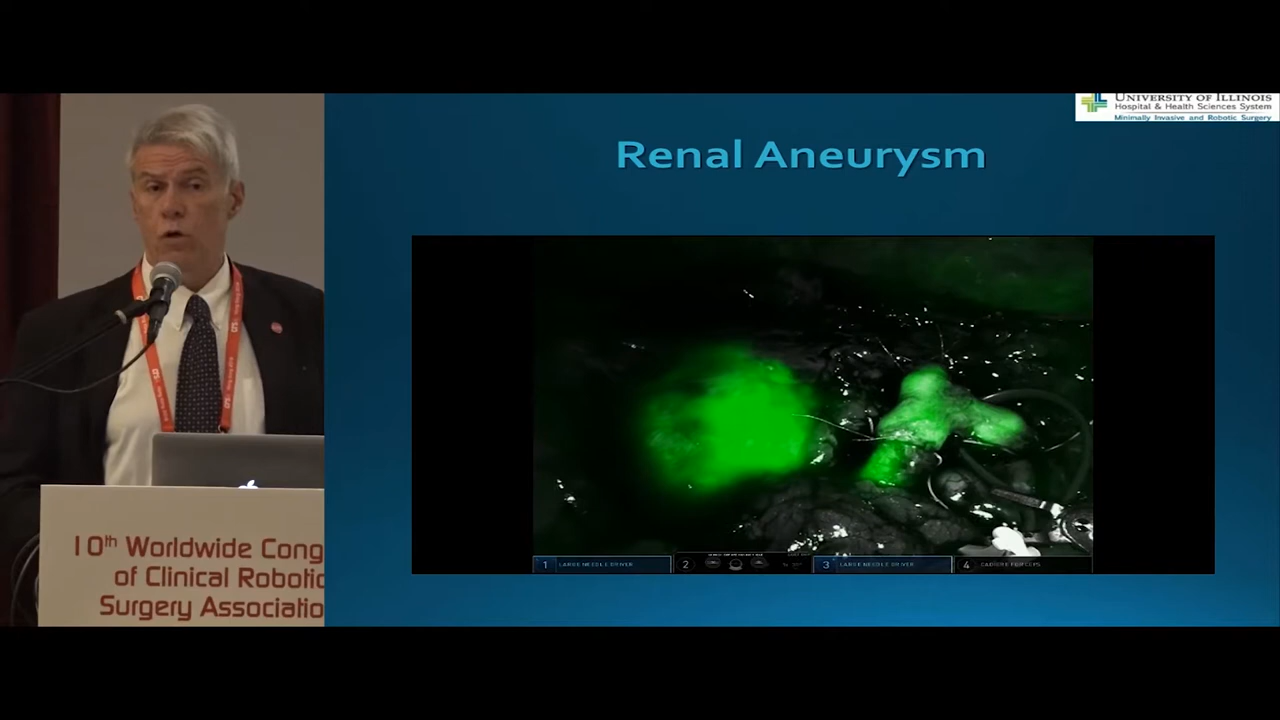 UNIVERSITY OF ILLINOIS
Hospital & Health Sciences System
Minimally Invasive and Robotic Surgery
Renal Aneurysm
1 LARGE NEEDLE DRIVER
2
3 LARGE NEEDLE DRIVER
4 CADIERE FORCEPS
10th Worldwide Cong
of Clinical Robotic
Surgery Associatio